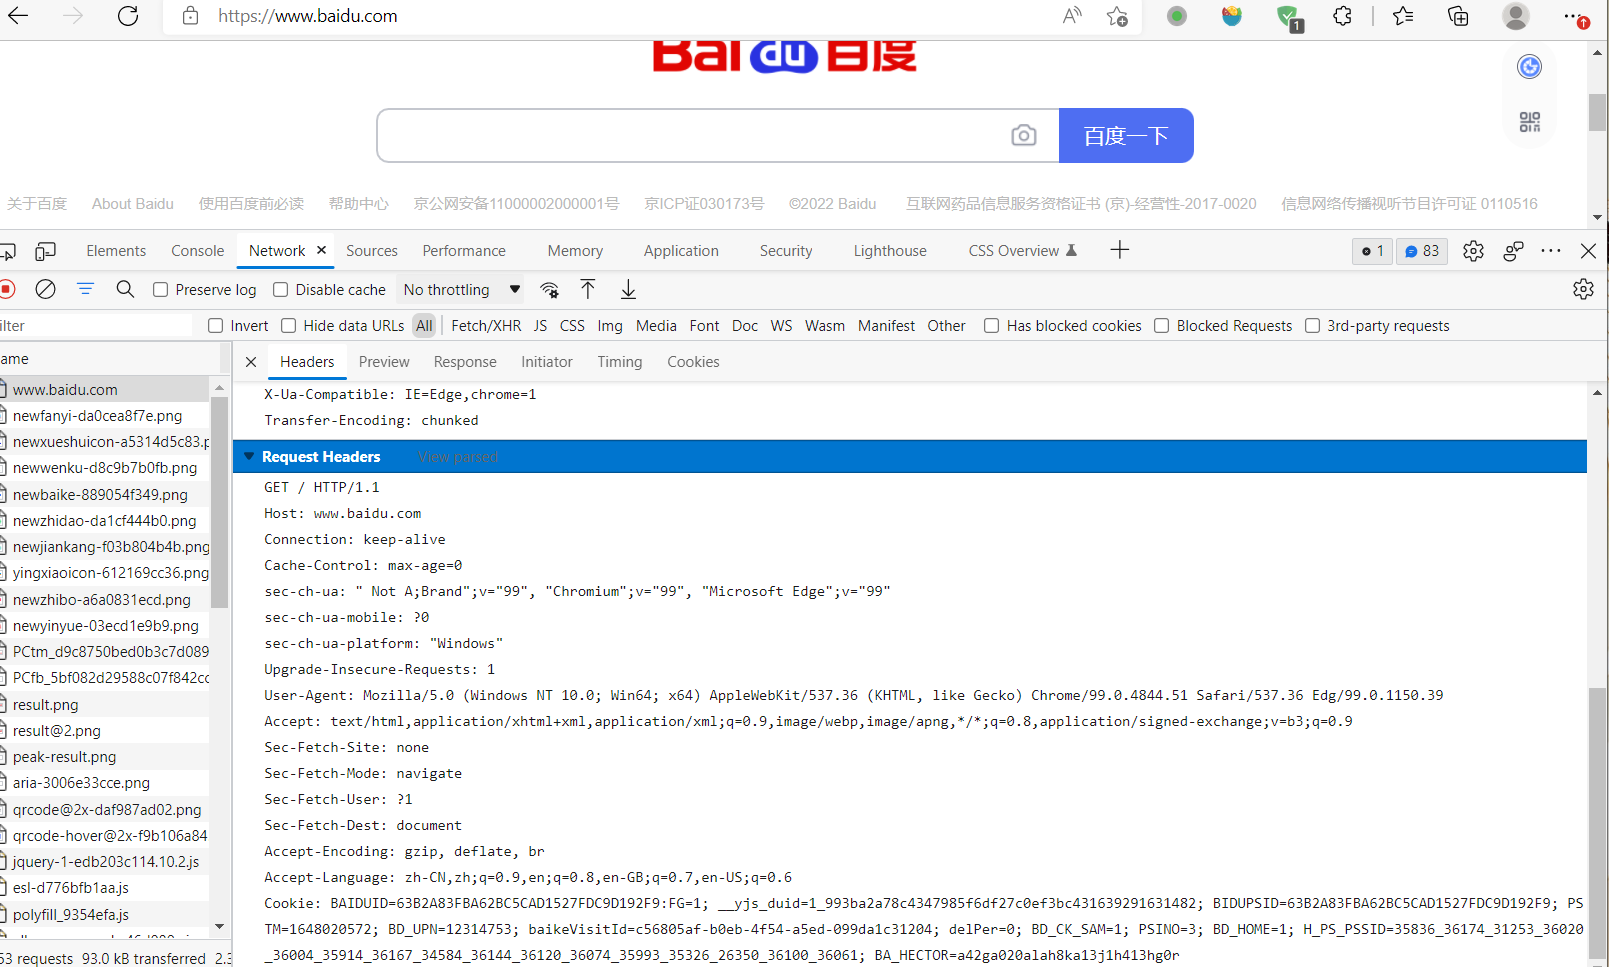 https://www.baidu.com
Bai du 百度
百度一下
关于百度 About Baidu 使用百度前必读 帮助中心 京公网安备11000002000001号 京ICP证030173号 ©2022 Baidu 互联网药品信息服务资格证书 (京)-经营性-2017-0020 信息网络传播视听节目许可证 0110516
Elements Console Network Sources Performance Memory Application Security Lighthouse CSS Overview 1 83
Preserve log Disable cache No throttling
ilter Invert Hide data URLs All Fetch/XHR JS CSS Img Media Font Doc WS Wasm Manifest Other Has blocked cookies Blocked Requests 3rd-party requests
ame
Headers Preview Response Initiator Timing Cookies
www.baidu.com
newfanyi-da0cea8f7e.png
newxueshuicon-a5314d5c83.p
newwenku-d8c9b7b0fb.png
newbaike-889054f349.png
newzhidao-da1cf444b0.png
newjiankang-f03b804b4b.png
yingxiaoicon-612169cc36.png
newzhibo-a6a0831ecd.png
newyinyue-03ecd1e9b9.png
PCtm_d9c8750bed0b3c7d089
PCfb_5bf082d29588c07f842cc
result.png
result@2.png
peak-result.png
aria-3006e33cce.png
qrcode@2x-daf987ad02.png
qrcode-hover@2x-f9b106a84
jquery-1-edb203c114.10.2.js
esl-d776bfb1aa.js
polyfill_9354efa.js
53 requests 93.0 kB transferred 2.3
X-Ua-Compatible: IE=Edge,chrome=1
Transfer-Encoding: chunked
Request Headers View parsed
GET / HTTP/1.1
Host: www.baidu.com
Connection: keep-alive
Cache-Control: max-age=0
sec-ch-ua: " Not A;Brand";v="99", "Chromium";v="99", "Microsoft Edge";v="99"
sec-ch-ua-mobile: ?0
sec-ch-ua-platform: "Windows"
Upgrade-Insecure-Requests: 1
User-Agent: Mozilla/5.0 (Windows NT 10.0; Win64; x64) AppleWebKit/537.36 (KHTML, like Gecko) Chrome/99.0.4844.51 Safari/537.36 Edg/99.0.1150.39
Accept: text/html,application/xhtml+xml,application/xml;q=0.9,image/webp,image/apng,*/*;q=0.8,application/signed-exchange;v=b3;q=0.9
Sec-Fetch-Site: none
Sec-Fetch-Mode: navigate
Sec-Fetch-User: ?1
Sec-Fetch-Dest: document
Accept-Encoding: gzip, deflate, br
Accept-Language: zh-CN,zh;q=0.9,en;q=0.8,en-GB;q=0.7,en-US;q=0.6
Cookie: BAIDUID=63B2A83FBA62BC5CAD1527FDC9D192F9:FG=1; __yjs_duid=1_993ba2a78c4347985f6df27c0ef3bc431639291631482; BIDUPSID=63B2A83FBA62BC5CAD1527FDC9D192F9; PS
TM=1648020572; BD_UPN=12314753; baikeVisitId=c56805af-b0eb-4f54-a5ed-099da1c31204; delPer=0; BD_CK_SAM=1; PSINO=3; BD_HOME=1; H_PS_PSSID=35836_36174_31253_36020
_36004_35914_36167_34584_36144_36120_36074_35993_35326_26350_36100_36061; BA_HECTOR=a42ga020alah8ka13j1h413hg0r